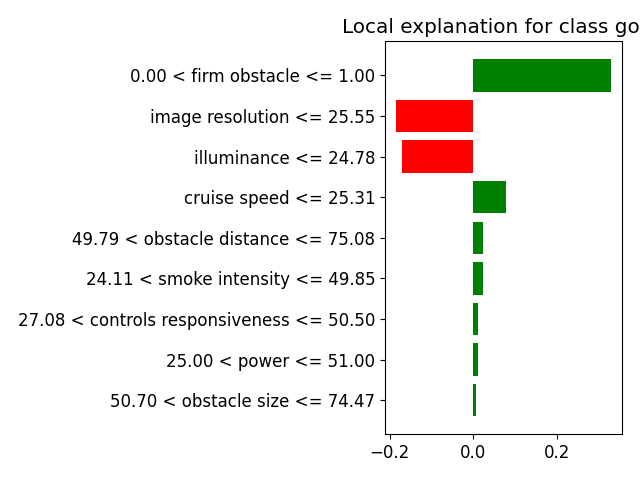 Local explanation for class go
0.00 < firm obstacle <= 1.00
image resolution <= 25.55
illuminance <= 24.78
cruise speed <= 25.31
49.79 < obstacle distance <= 75.08
24.11 < smoke intensity <= 49.85
27.08 < controls responsiveness <= 50.50
25.00 < power <= 51.00
50.70 < obstacle size <= 74.47
−0.2 0.0 0.2